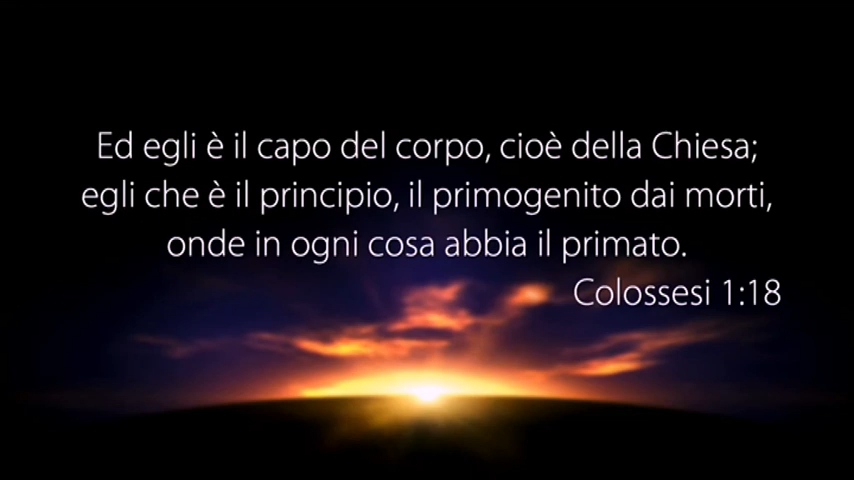 Ed egli è il capo del corpo, cioè della Chiesa;
egli che è il principio, il primogenito dai morti,
onde in ogni cosa abbia il primato.
Colossesi 1:18